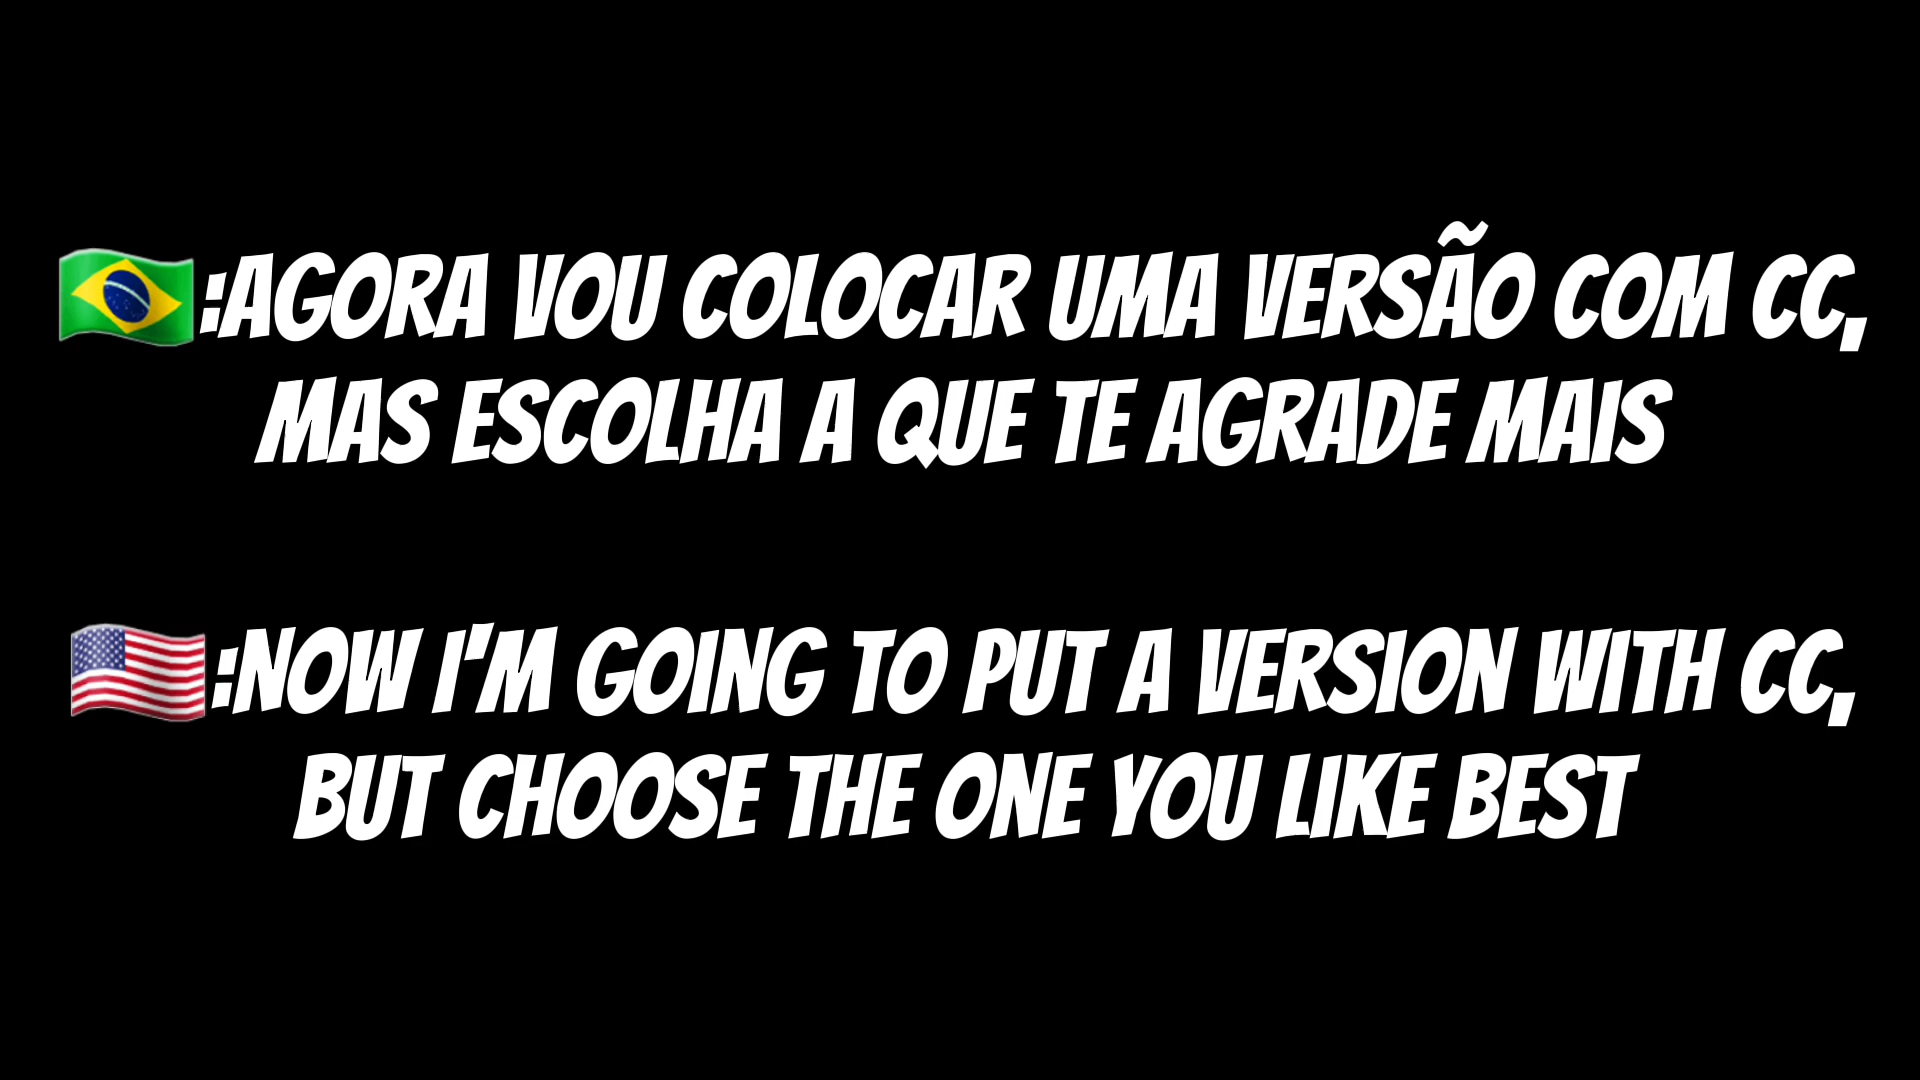 🇧🇷:AGORA VOU COLOCAR UMA VERSÃO COM CC,
MAS ESCOLHA A QUE TE AGRADE MAIS
🇺🇸:NOW I'M GOING TO PUT A VERSION WITH CC,
BUT CHOOSE THE ONE YOU LIKE BEST